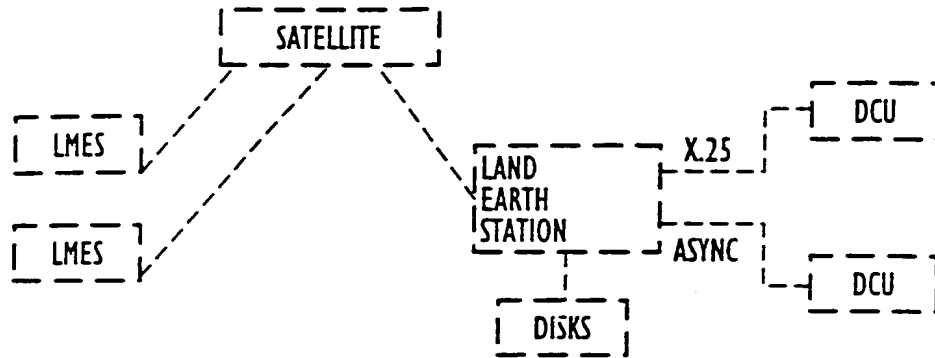 SATELLITE
LMES
LMES
LAND
EARTH
STATION
X.25
ASYNC
DCU
DCU
DISKS